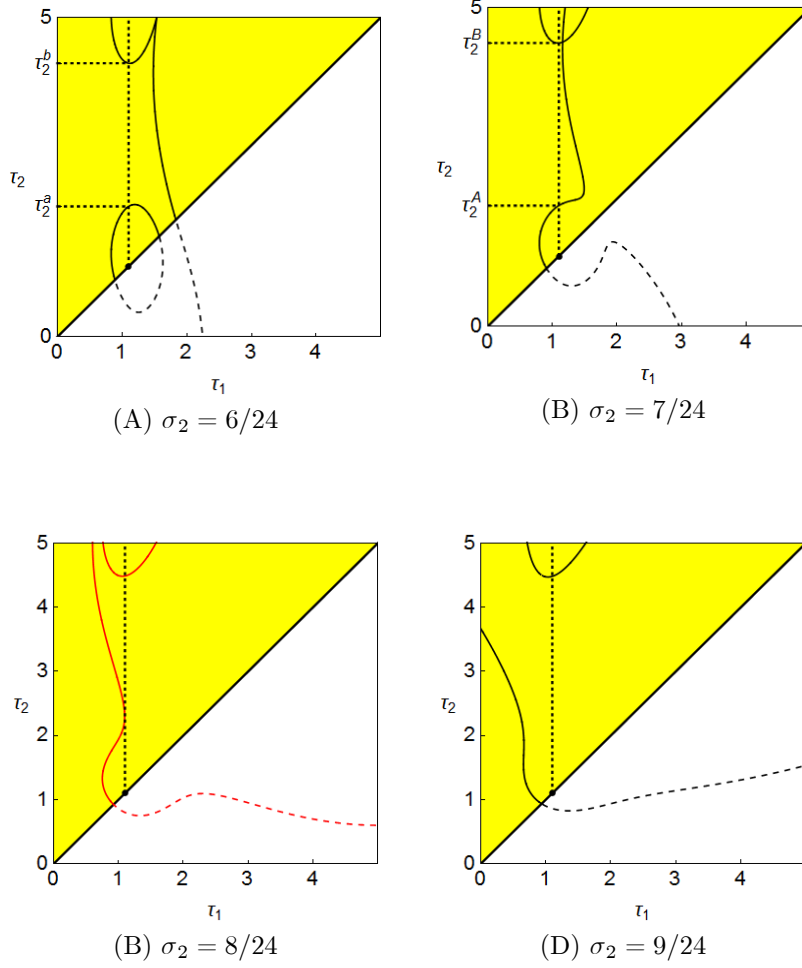 5
τ₂ᵇ
τ₂
τ₂ᵃ
0
0 1 2 3 4
τ₁
(A) σ₂ = 6/24
5
τ₂ᴮ
τ₂
τ₂ᴬ
0
0 1 2 3 4
τ₁
(B) σ₂ = 7/24
5
4
3
τ₂
2
1
0
0 1 2 3 4
τ₁
(B) σ₂ = 8/24
5
4
3
τ₂
2
1
0
0 1 2 3 4
τ₁
(D) σ₂ = 9/24